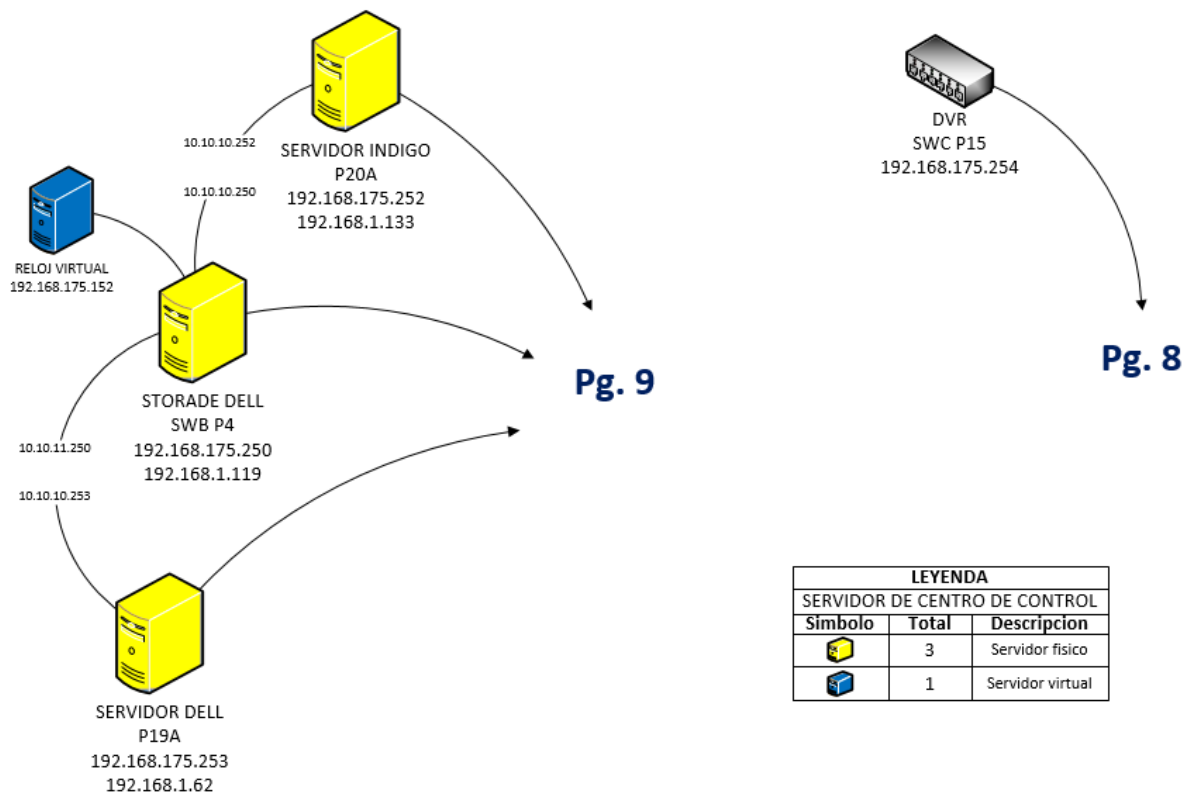 10.10.10.252
10.10.10.250
SERVIDOR INDIGO
P20A
192.168.175.252
192.168.1.133
DVR
SWC P15
192.168.175.254
RELOJ VIRTUAL
192.168.175.152
STORADE DELL
SWB P4
192.168.175.250
192.168.1.119
Pg. 9
Pg. 8
10.10.11.250
10.10.10.253
SERVIDOR DELL
P19A
192.168.175.253
192.168.1.62
LEYENDA
SERVIDOR DE CENTRO DE CONTROL
Simbolo Total Descripcion
3 Servidor fisico
1 Servidor virtual